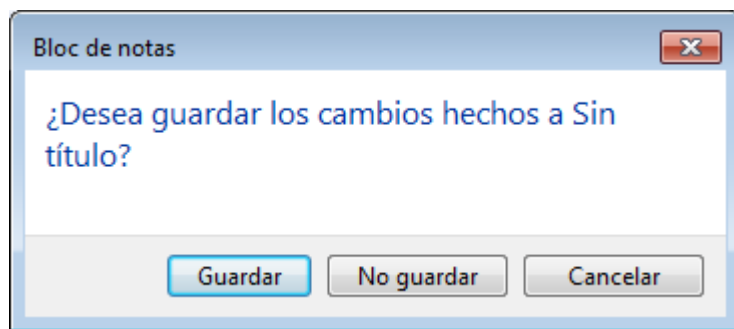 Bloc de notas
¿Desea guardar los cambios hechos a Sin
título?
Guardar
No guardar
Cancelar